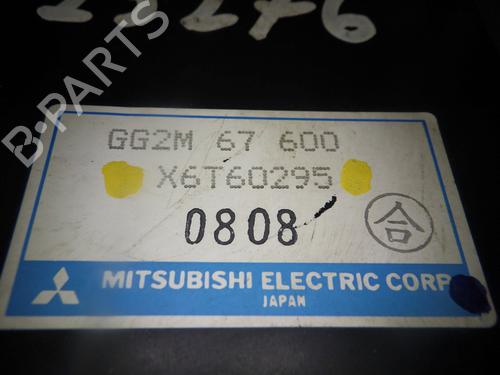 B-PARTS
GG2M 67 600
X6T60295
0808
合
MITSUBISHI ELECTRIC CORP
JAPAN